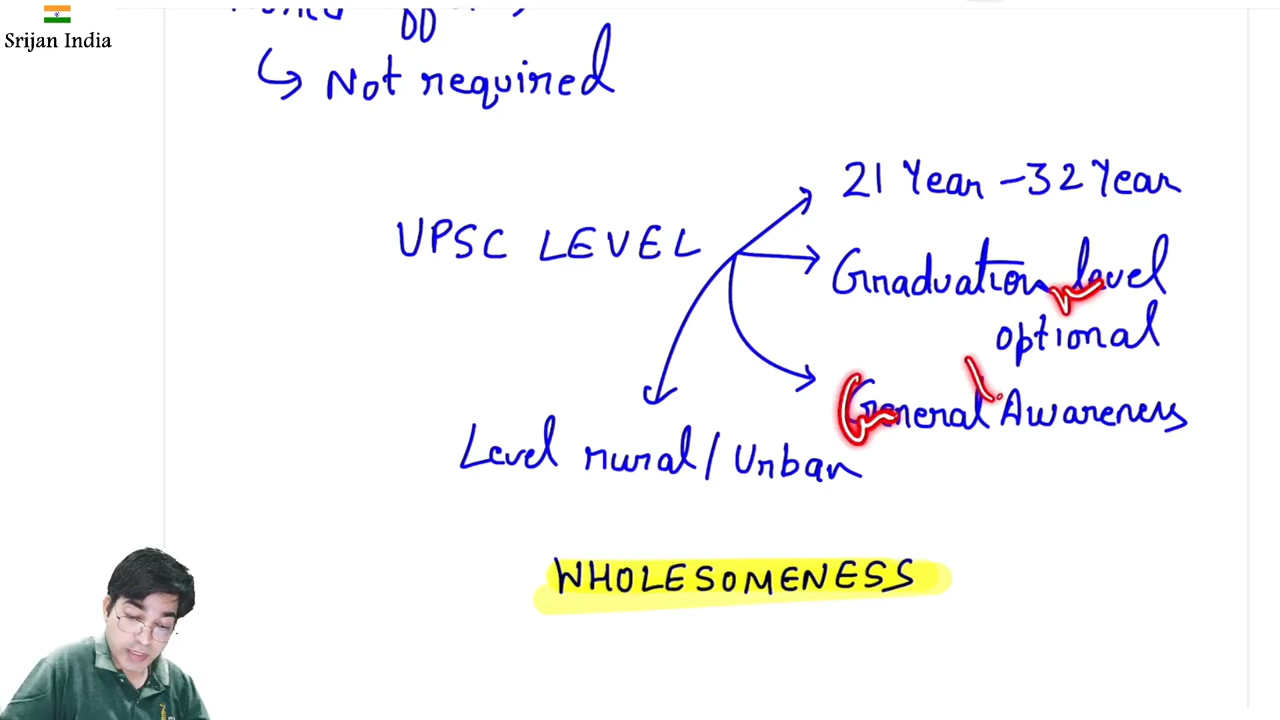 Srijan India
↳ Not required
21 Year - 32 Year
UPSC LEVEL
Graduation level
optional
General Awareness
Level rural / Urban
WHOLESOMENESS